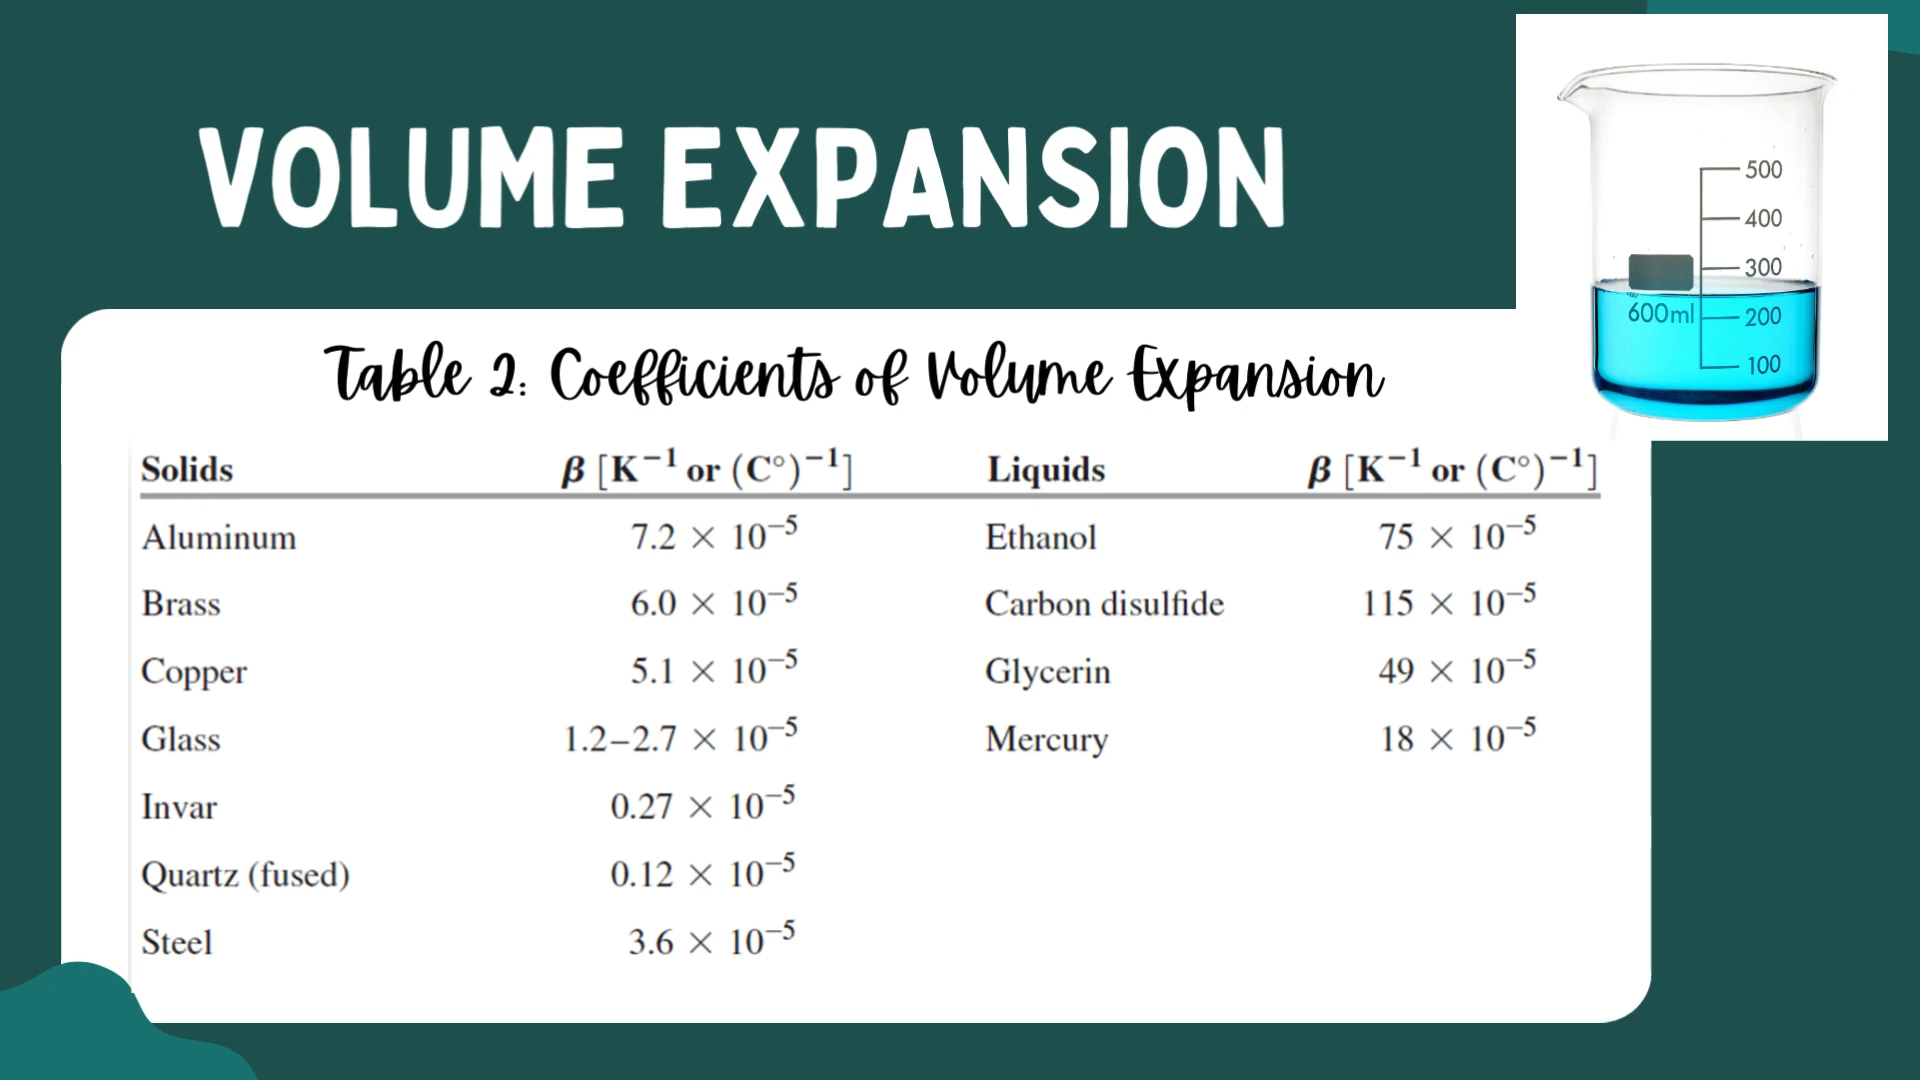 VOLUME EXPANSION
500
400
300
600ml
200
100
Table 2: Coefficients of Volume Expansion
Solids β [K⁻¹ or (C°)⁻¹] Liquids β [K⁻¹ or (C°)⁻¹]
Aluminum 7.2 × 10⁻⁵ Ethanol 75 × 10⁻⁵
Brass 6.0 × 10⁻⁵ Carbon disulfide 115 × 10⁻⁵
Copper 5.1 × 10⁻⁵ Glycerin 49 × 10⁻⁵
Glass 1.2–2.7 × 10⁻⁵ Mercury 18 × 10⁻⁵
Invar 0.27 × 10⁻⁵
Quartz (fused) 0.12 × 10⁻⁵
Steel 3.6 × 10⁻⁵